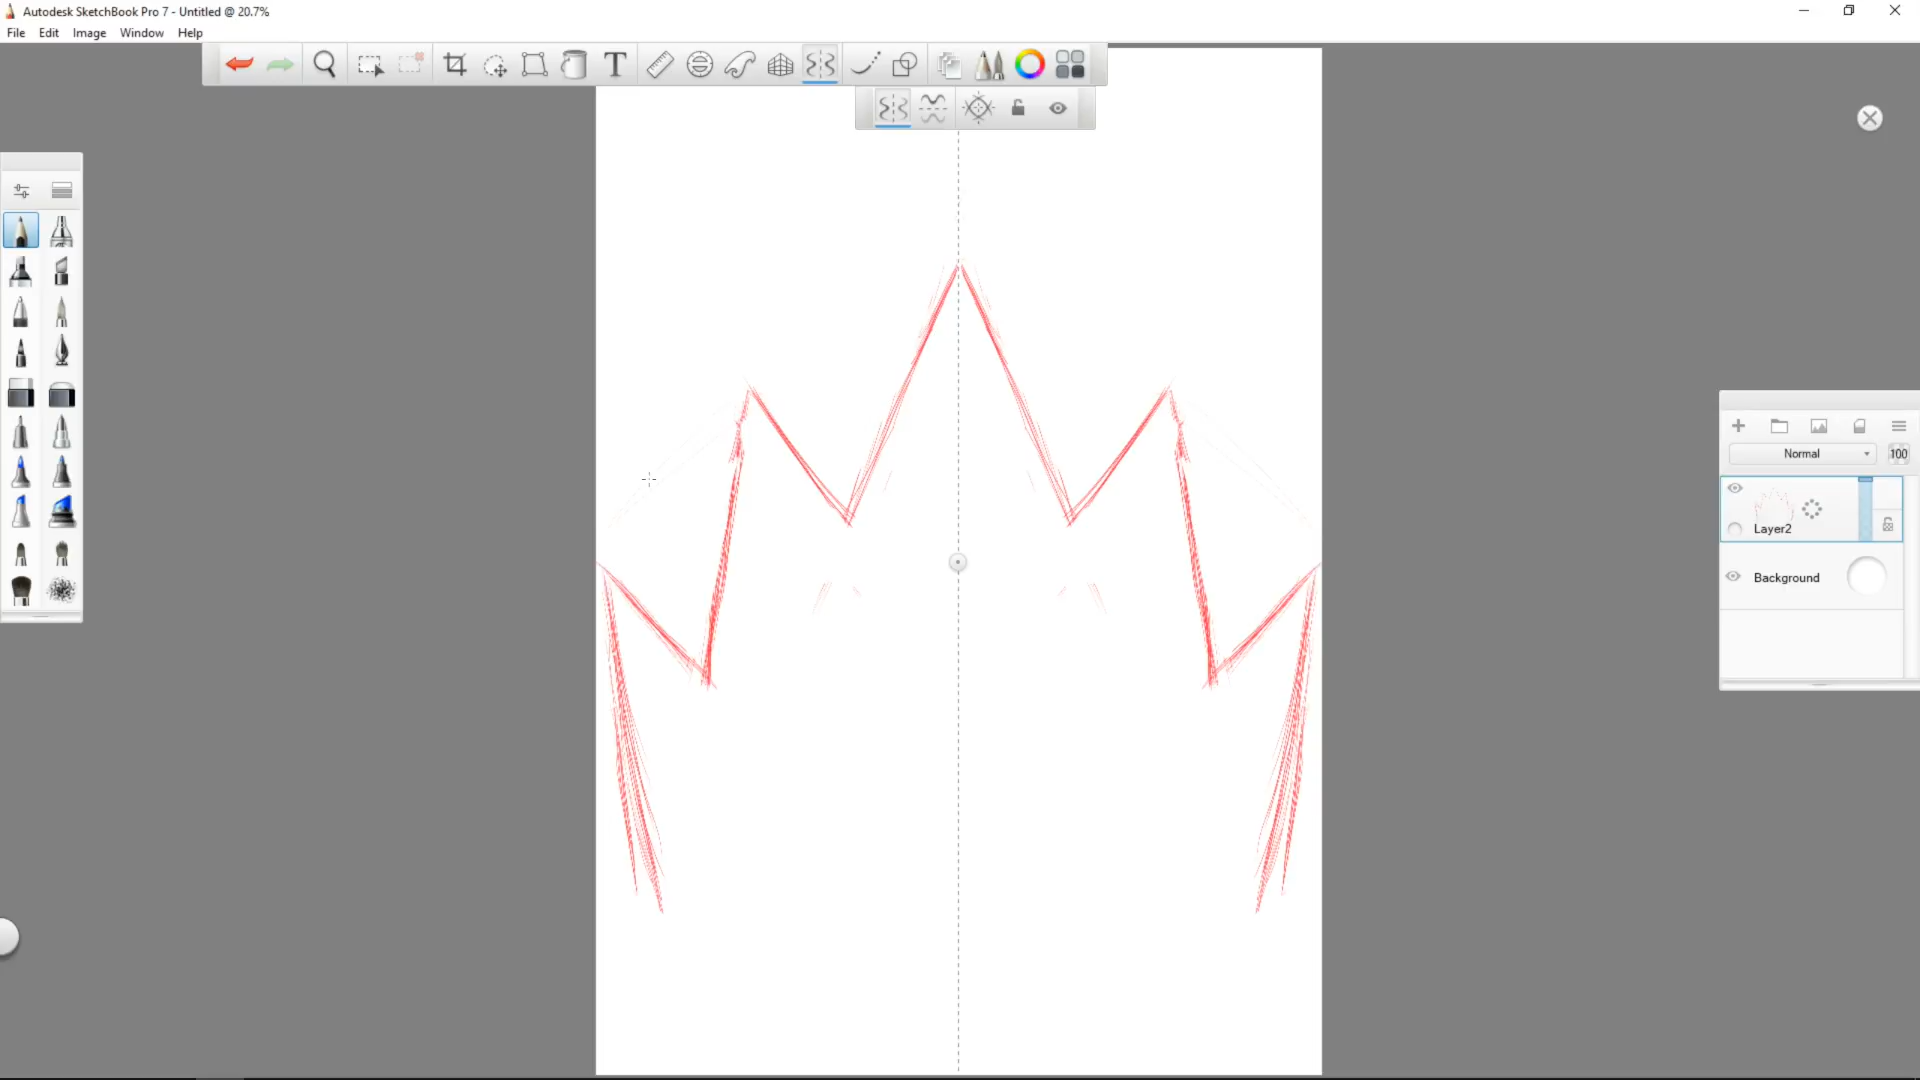 Autodesk SketchBook Pro 7 - Untitled @ 20.7%
File Edit Image Window Help
T
Normal 100
Layer2
Background